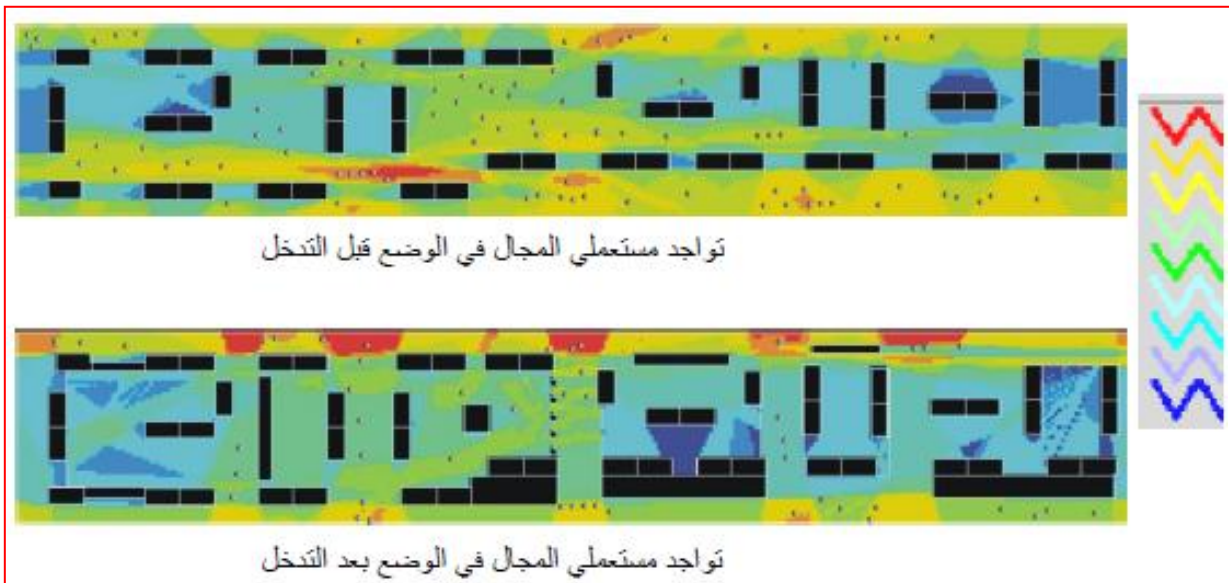 تواجد مستعملي المجال في الوضع قبل التدخل
تواجد مستعملي المجال في الوضع بعد التدخل